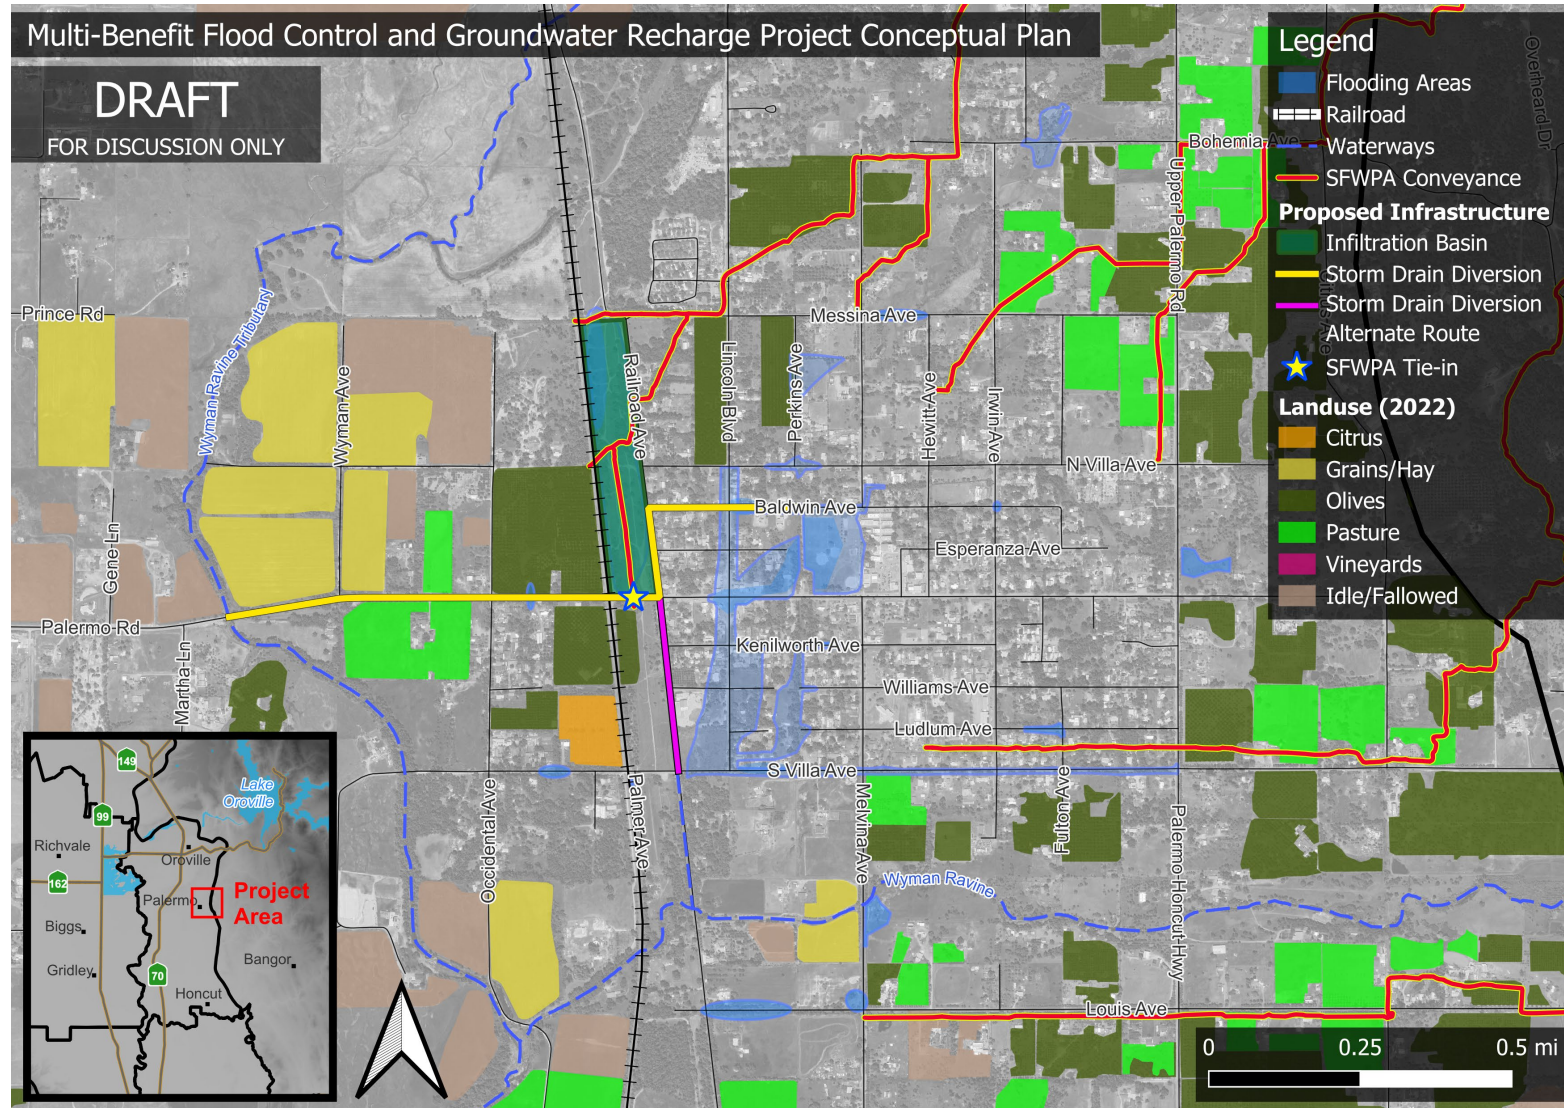 Multi-Benefit Flood Control and Groundwater Recharge Project Conceptual Plan
DRAFT
FOR DISCUSSION ONLY
Legend
Flooding Areas
Railroad
Waterways
SFWPA Conveyance
Proposed Infrastructure
Infiltration Basin
Storm Drain Diversion
Storm Drain Diversion
Alternate Route
SFWPA Tie-in
Landuse (2022)
Citrus
Grains/Hay
Olives
Pasture
Vineyards
Idle/Fallowed
Overheard Dr
Bohemia Ave
Upper Palermo Rd
Prince Rd
Wyman Ravine Tributary
Wyman Ave
Railroad Ave
Lincoln Blvd
Perkins Ave
Messina Ave
Hewitt Ave
Irwin Ave
N Villa Ave
Baldwin Ave
Esperanza Ave
Gene Ln
Palermo Rd
Martha Ln
Kenilworth Ave
Williams Ave
Ludlum Ave
S Villa Ave
Occidental Ave
Palmer Ave
Melvina Ave
Fulton Ave
Palermo Honcut Hwy
Wyman Ravine
Louis Ave
149
Lake
Oroville
99
Richvale
Oroville
162
Palermo
Project
Area
Biggs
Gridley
70
Bangor
Honcut
0 0.25 0.5 mi